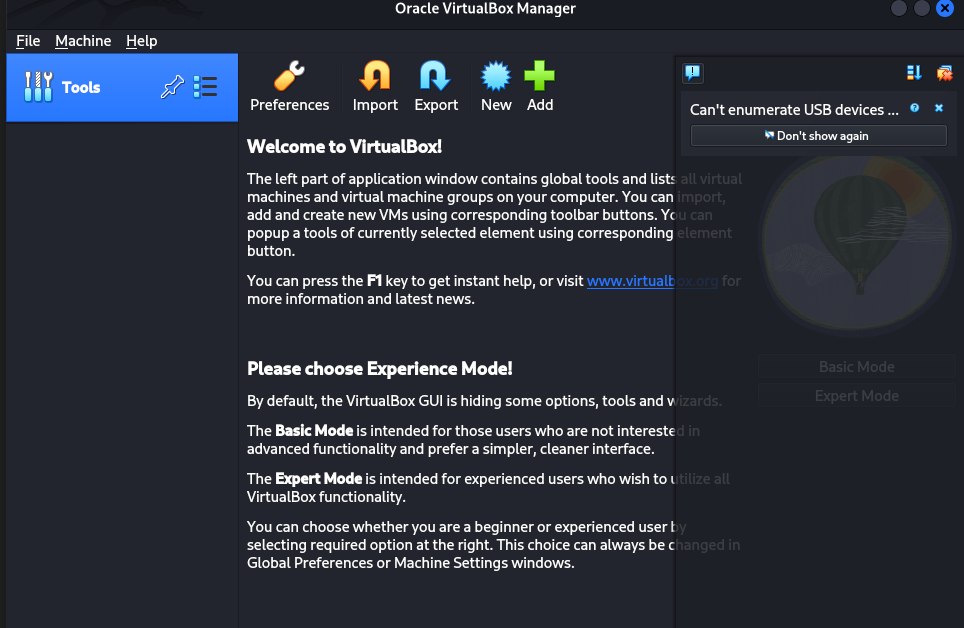 Oracle VirtualBox Manager
File Machine Help
Tools
Preferences Import Export New Add
Can't enumerate USB devices ...
Don't show again
Welcome to VirtualBox!
The left part of application window contains global tools and lists all virtual
machines and virtual machine groups on your computer. You can import,
add and create new VMs using corresponding toolbar buttons. You can
popup a tools of currently selected element using corresponding element
button.
You can press the F1 key to get instant help, or visit www.virtualbox.org for
more information and latest news.
Please choose Experience Mode!
By default, the VirtualBox GUI is hiding some options, tools and wizards.
The Basic Mode is intended for those users who are not interested in
advanced functionality and prefer a simpler, cleaner interface.
The Expert Mode is intended for experienced users who wish to utilize all
VirtualBox functionality.
You can choose whether you are a beginner or experienced user by
selecting required option at the right. This choice can always be changed in
Global Preferences or Machine Settings windows.
Basic Mode
Expert Mode